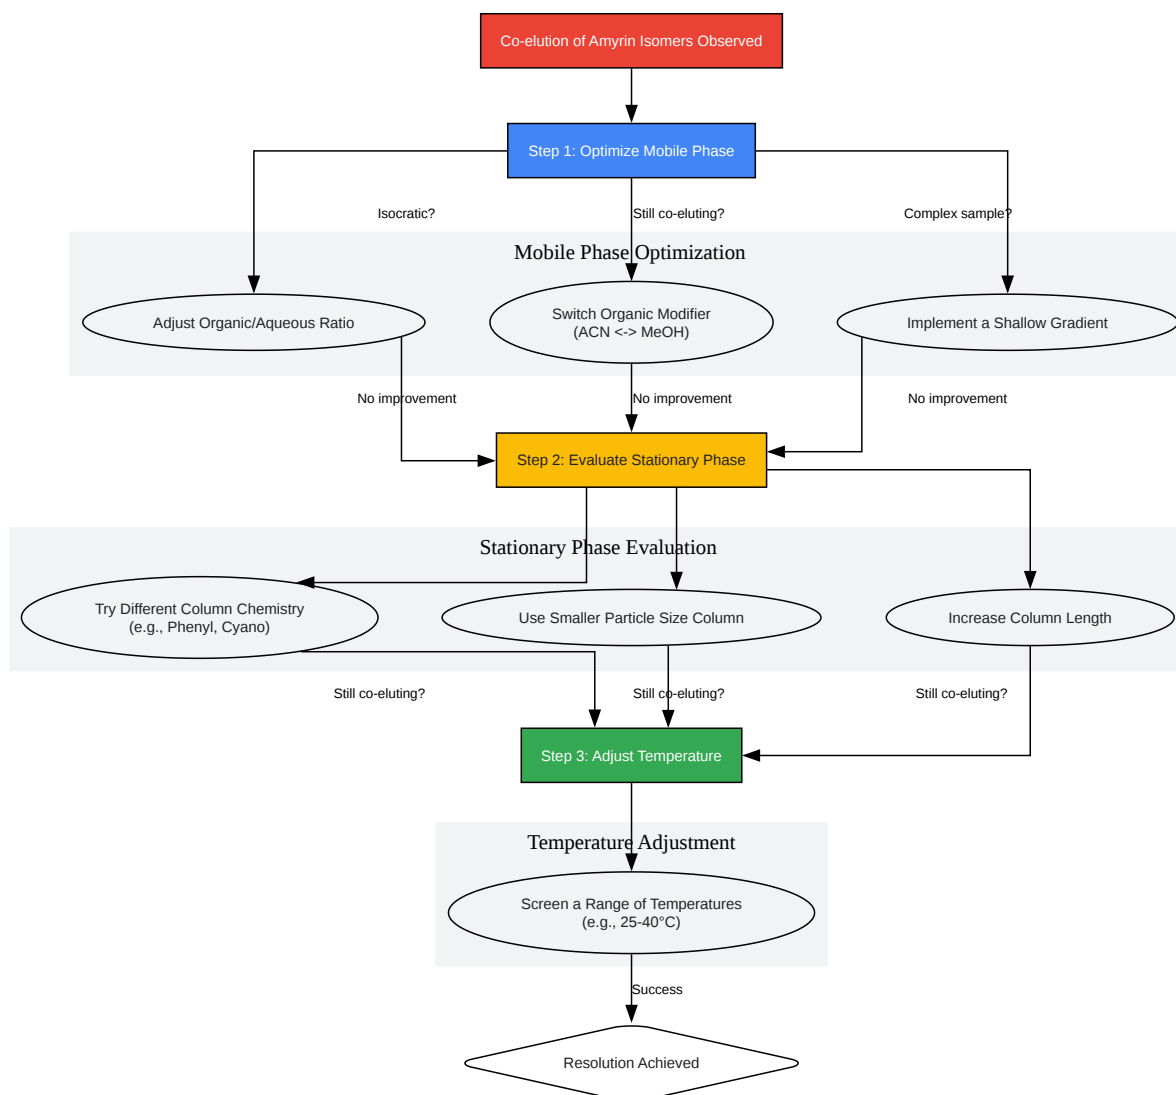 Co-elution of Amyrin Isomers Observed
Step 1: Optimize Mobile Phase
Isocratic?
Still co-eluting?
Complex sample?
Mobile Phase Optimization
Adjust Organic/Aqueous Ratio
Switch Organic Modifier
(ACN <-> MeOH)
Implement a Shallow Gradient
No improvement
No improvement
No improvement
Step 2: Evaluate Stationary Phase
Stationary Phase Evaluation
Try Different Column Chemistry
(e.g., Phenyl, Cyano)
Use Smaller Particle Size Column
Increase Column Length
Still co-eluting?
Still co-eluting?
Still co-eluting?
Step 3: Adjust Temperature
Temperature Adjustment
Screen a Range of Temperatures
(e.g., 25-40°C)
Success
Resolution Achieved